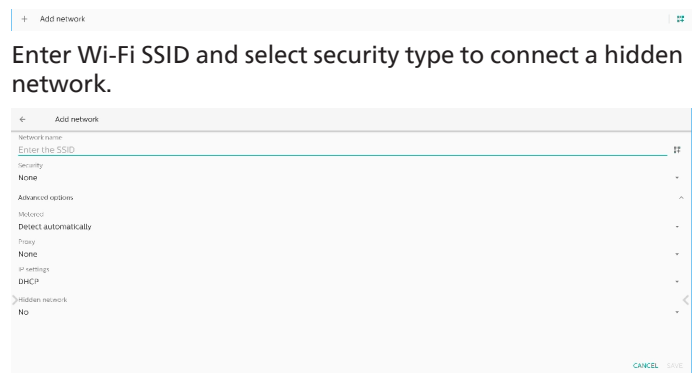 + Add network
Enter Wi-Fi SSID and select security type to connect a hidden
network.
← Add network
Network name
Enter the SSID
Security
None
Advanced options
Metered
Detect automatically
Proxy
None
IP settings
DHCP
Hidden network
No
CANCEL SAVE